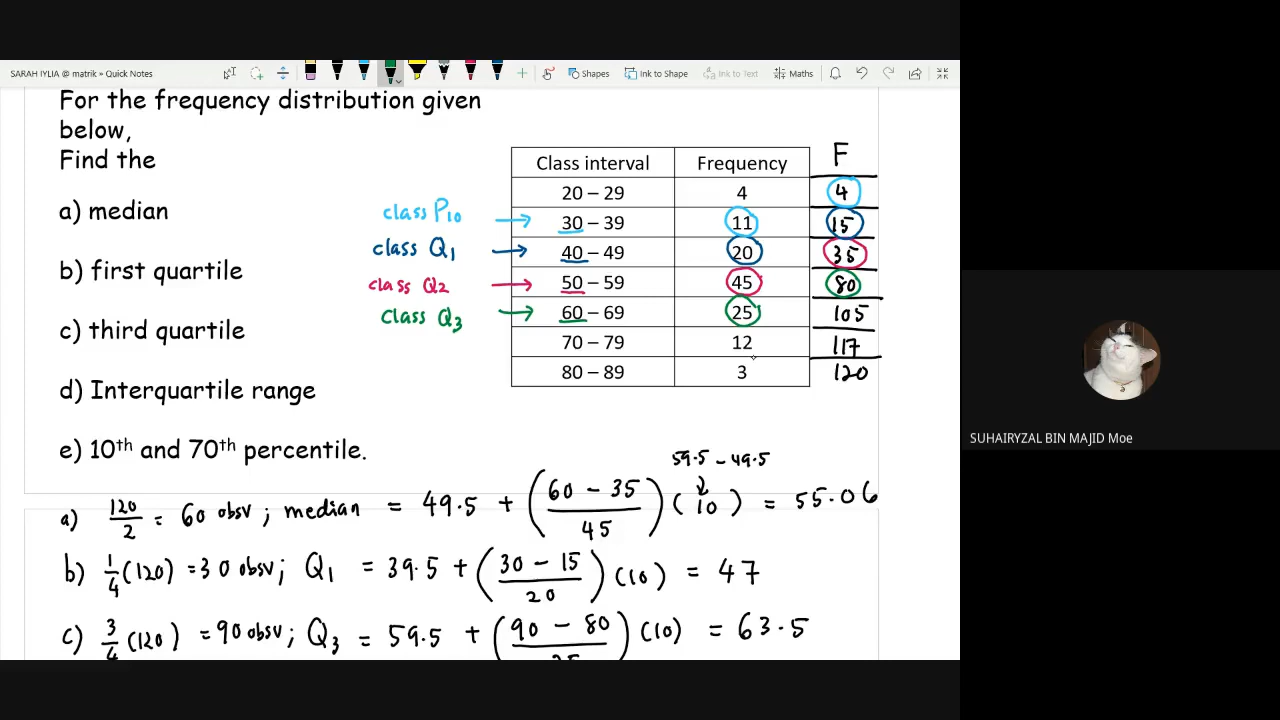 SARAH IYLIA @ matrik » Quick Notes
Shapes
Ink to Shape
Ink to Text
Maths
For the frequency distribution given
below,
Find the
a) median
b) first quartile
c) third quartile
d) Interquartile range
e) 10th and 70th percentile.
Class interval Frequency F
20 – 29 4 4
class P10 → 30 – 39 11 15
class Q1 → 40 – 49 20 35
class Q2 → 50 – 59 45 80
class Q3 → 60 – 69 25 105
70 – 79 12 117
80 – 89 3 120
59.5 – 49.5
a) 120/2 = 60 obsv ; median = 49.5 + (60 – 35 / 45) (10) = 55.06
b) 1/4 (120) = 30 obsv ; Q1 = 39.5 + (30 – 15 / 20) (10) = 47
c) 3/4 (120) = 90 obsv ; Q3 = 59.5 + (90 – 80 / 25) (10) = 63.5
SUHAIRYZAL BIN MAJID Moe